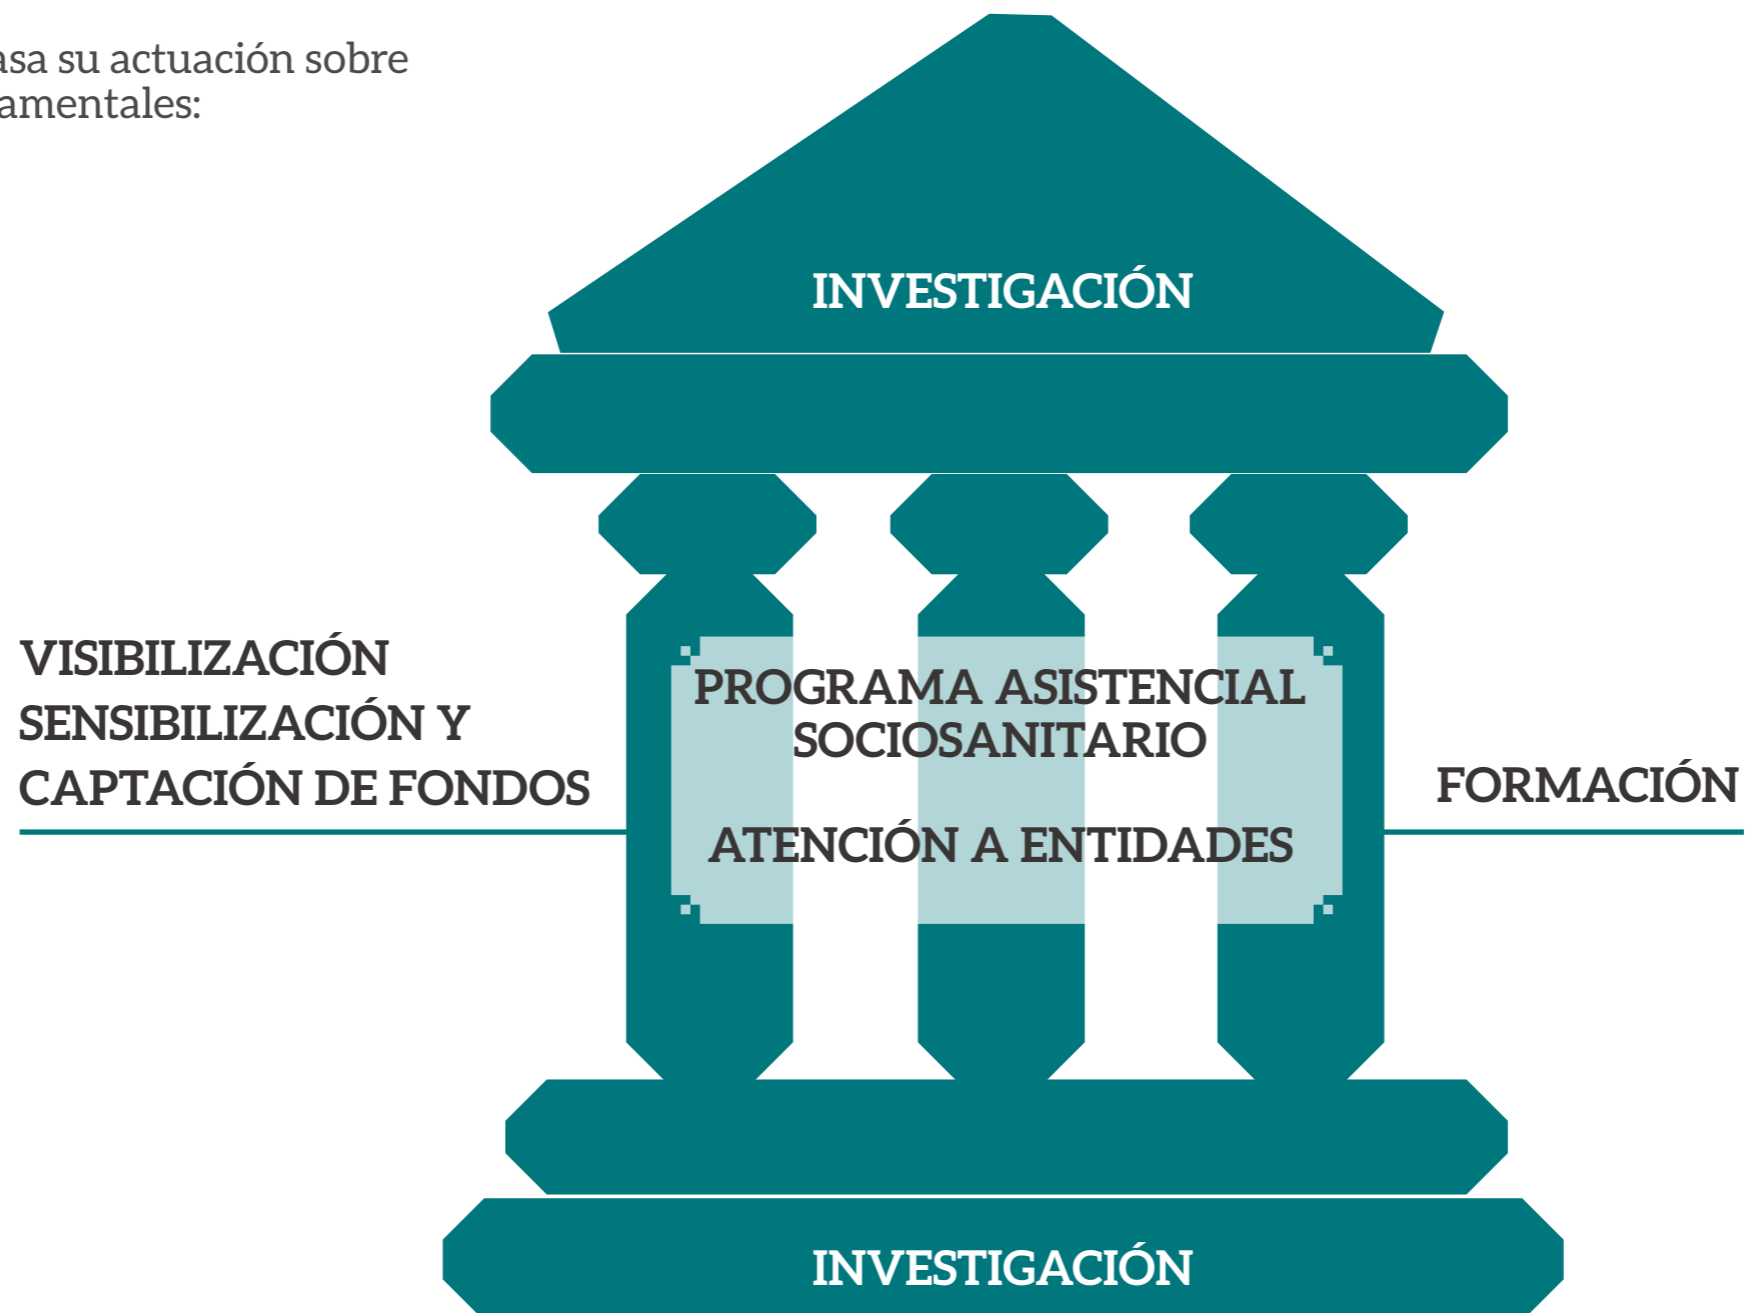 asa su actuación sobre
amentales:
INVESTIGACIÓN
VISIBILIZACIÓN
SENSIBILIZACIÓN Y
CAPTACIÓN DE FONDOS
PROGRAMA ASISTENCIAL
SOCIOSANITARIO
ATENCIÓN A ENTIDADES
FORMACIÓN
INVESTIGACIÓN